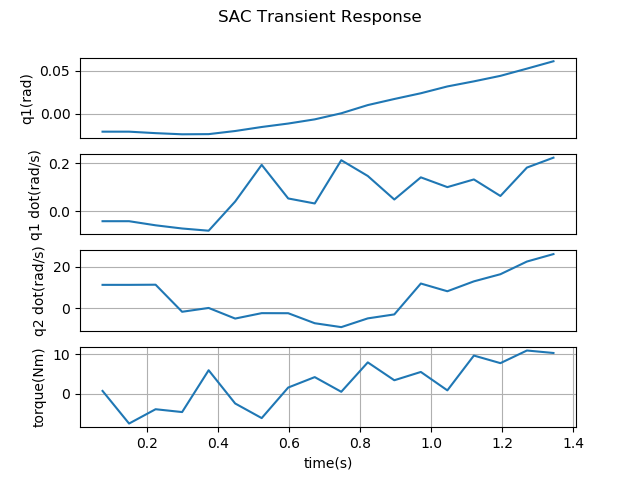 SAC Transient Response
0.05
0.00
q1(rad)
0.2
0.0
q1 dot(rad/s)
20
0
q2 dot(rad/s)
10
0
torque(Nm)
0.2 0.4 0.6 0.8 1.0 1.2 1.4
time(s)